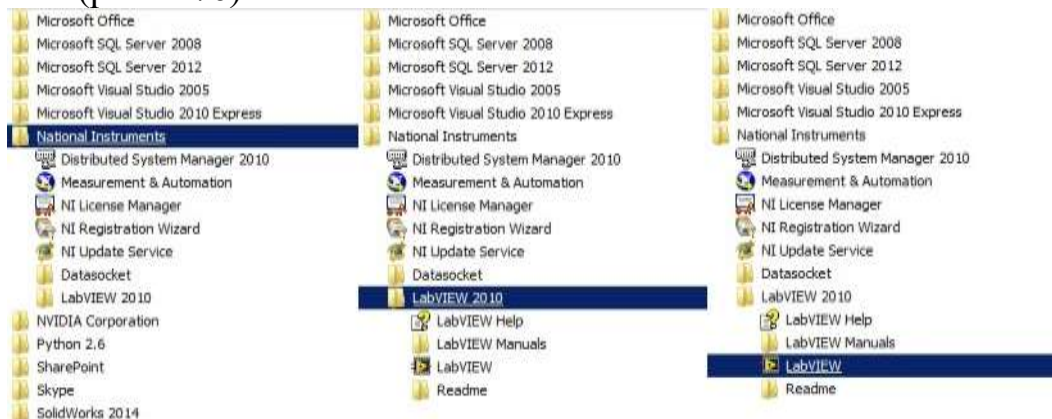 Microsoft Office
Microsoft SQL Server 2008
Microsoft SQL Server 2012
Microsoft Visual Studio 2005
Microsoft Visual Studio 2010 Express
National Instruments
Distributed System Manager 2010
Measurement & Automation
NI License Manager
NI Registration Wizard
NI Update Service
Datasocket
LabVIEW 2010
NVIDIA Corporation
Python 2.6
SharePoint
Skype
SolidWorks 2014
Microsoft Office
Microsoft SQL Server 2008
Microsoft SQL Server 2012
Microsoft Visual Studio 2005
Microsoft Visual Studio 2010 Express
National Instruments
Distributed System Manager 2010
Measurement & Automation
NI License Manager
NI Registration Wizard
NI Update Service
Datasocket
LabVIEW 2010
LabVIEW Help
LabVIEW Manuals
LabVIEW
Readme
Microsoft Office
Microsoft SQL Server 2008
Microsoft SQL Server 2012
Microsoft Visual Studio 2005
Microsoft Visual Studio 2010 Express
National Instruments
Distributed System Manager 2010
Measurement & Automation
NI License Manager
NI Registration Wizard
NI Update Service
Datasocket
LabVIEW 2010
LabVIEW Help
LabVIEW Manuals
LabVIEW
Readme